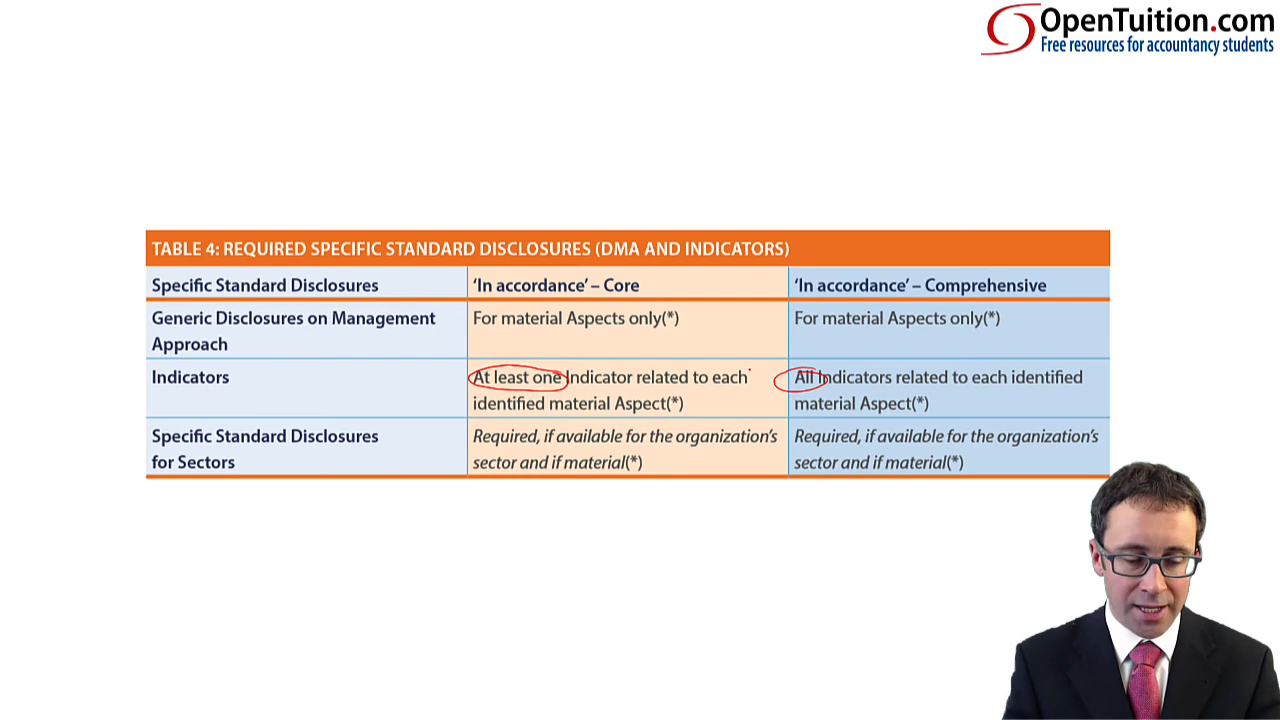 OpenTuition.com
Free resources for accountancy students
TABLE 4: REQUIRED SPECIFIC STANDARD DISCLOSURES (DMA AND INDICATORS)
Specific Standard Disclosures
'In accordance' – Core
'In accordance' – Comprehensive
Generic Disclosures on Management
Approach
For material Aspects only(*)
For material Aspects only(*)
Indicators
At least one Indicator related to each
identified material Aspect(*)
All Indicators related to each identified
material Aspect(*)
Specific Standard Disclosures
for Sectors
Required, if available for the organization's
sector and if material(*)
Required, if available for the organization's
sector and if material(*)